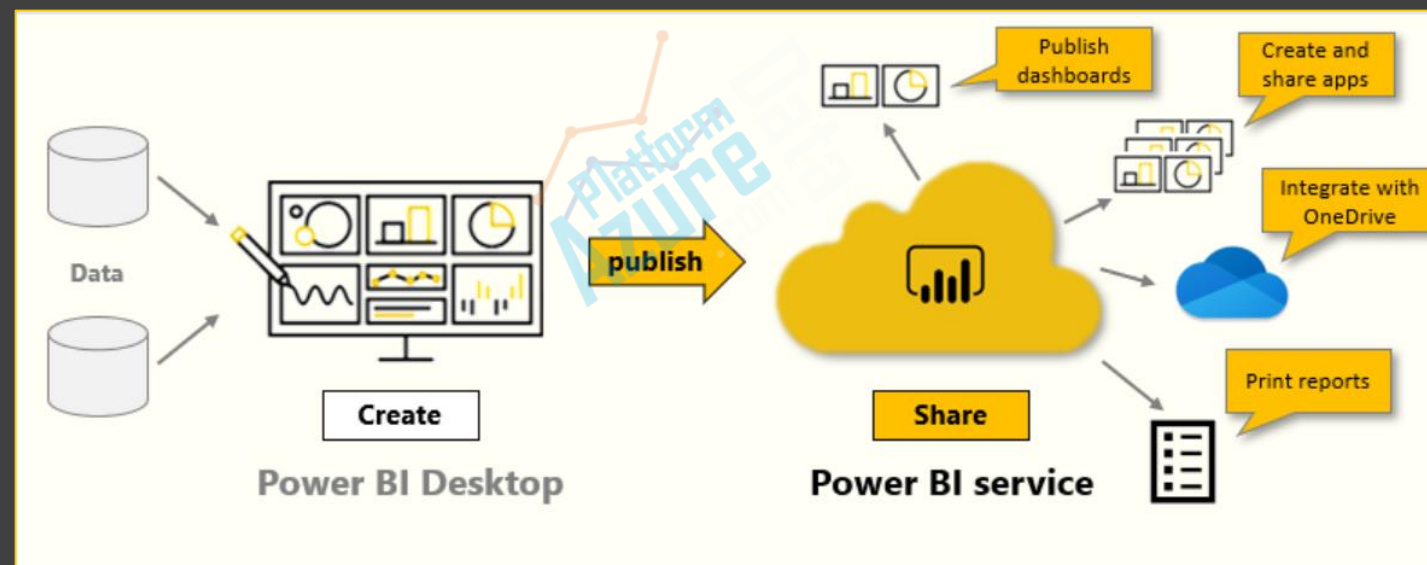 Data
Create
Power BI Desktop
Platform
Azure
publish
Share
Power BI service
Publish
dashboards
Create and
share apps
Integrate with
OneDrive
Print reports